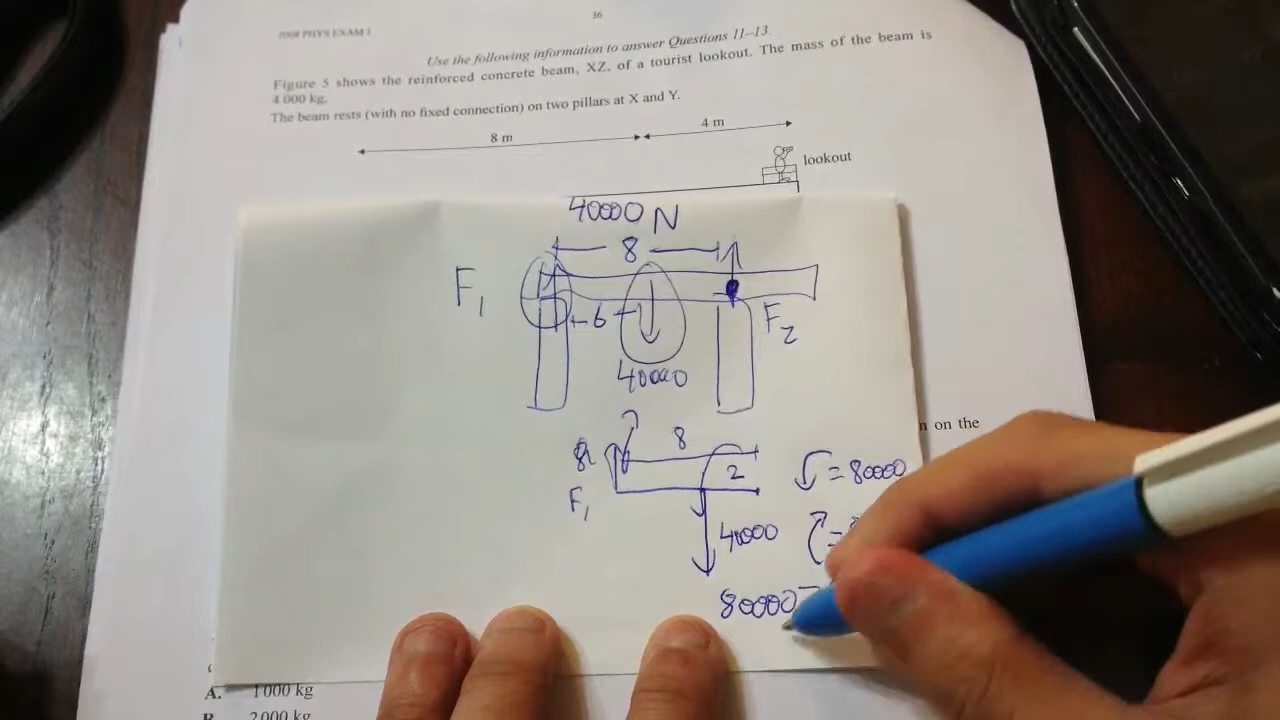 36
2008 PHYS EXAM 1
Use the following information to answer Questions 11–13.
Figure 5 shows the reinforced concrete beam, XZ, of a tourist lookout. The mass of the beam is
4 000 kg.
The beam rests (with no fixed connection) on two pillars at X and Y.
8 m
4 m
lookout
40000 N
8
F1
6
F2
40000
n on the
8
2
= 80000
F1
40000
=
80000
A. 1 000 kg
B. 2 000 kg